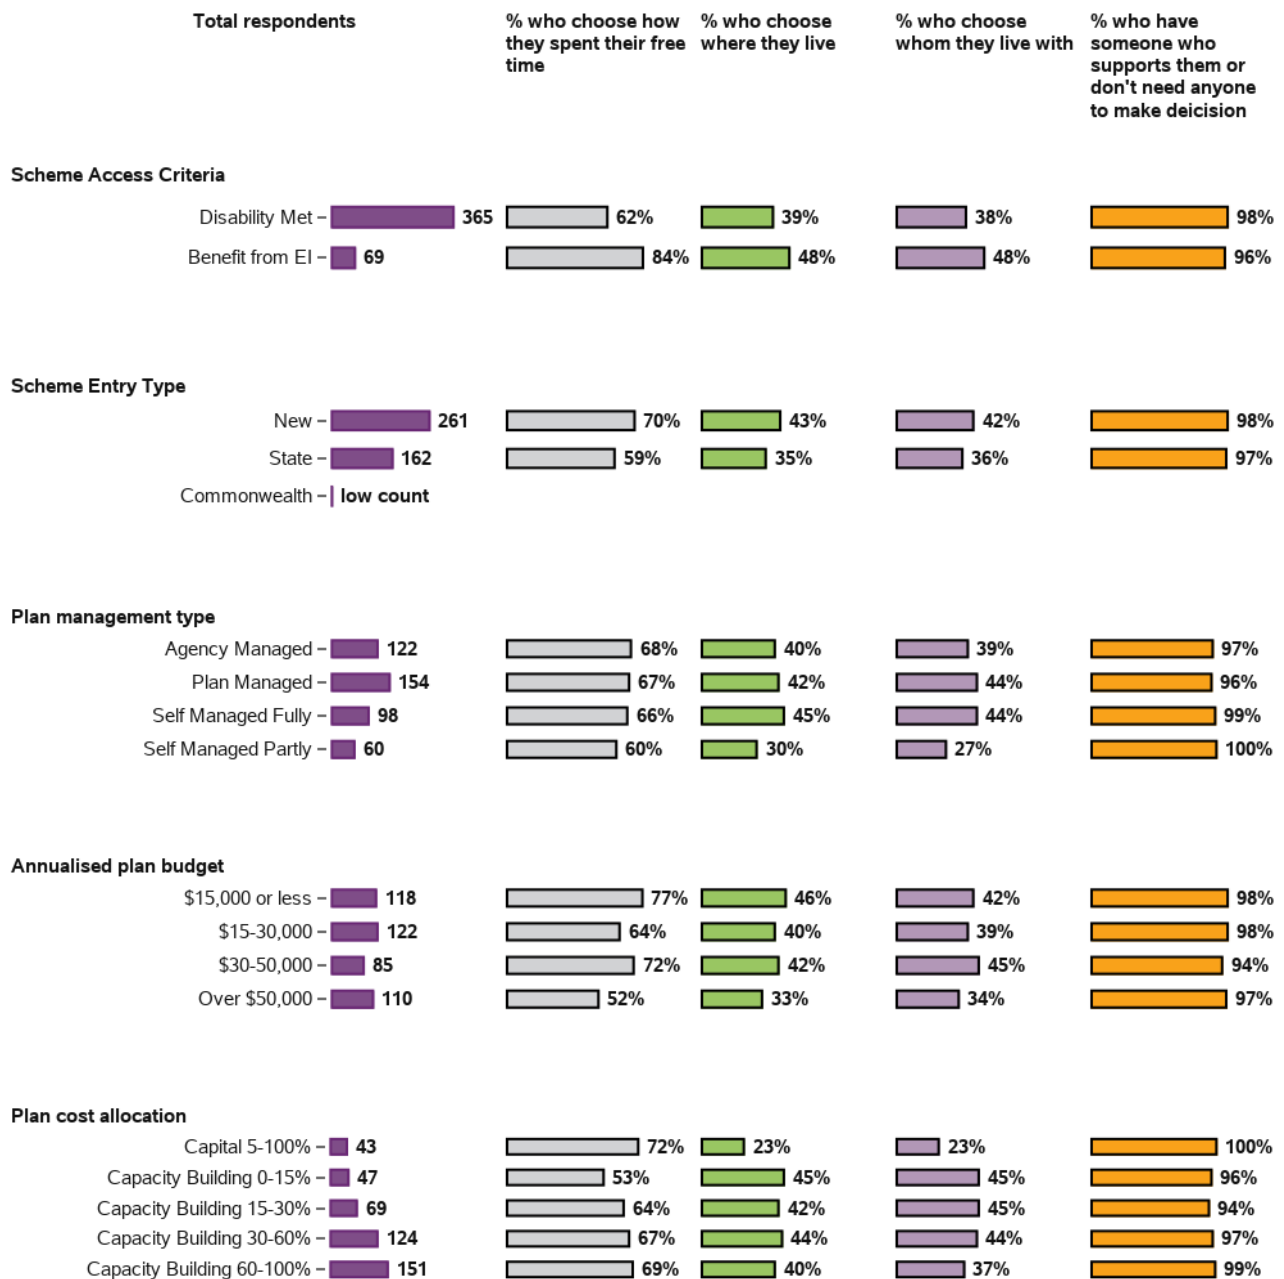 Total respondents
% who choose how they spent their free time
% who choose where they live
% who choose whom they live with
% who have someone who supports them or don't need anyone to make deicision
Scheme Access Criteria
Disability Met 365 62% 39% 38% 98%
Benefit from EI 69 84% 48% 48% 96%
Scheme Entry Type
New 261 70% 43% 42% 98%
State 162 59% 35% 36% 97%
Commonwealth low count
Plan management type
Agency Managed 122 68% 40% 39% 97%
Plan Managed 154 67% 42% 44% 96%
Self Managed Fully 98 66% 45% 44% 99%
Self Managed Partly 60 60% 30% 27% 100%
Annualised plan budget
$15,000 or less 118 77% 46% 42% 98%
$15-30,000 122 64% 40% 39% 98%
$30-50,000 85 72% 42% 45% 94%
Over $50,000 110 52% 33% 34% 97%
Plan cost allocation
Capital 5-100% 43 72% 23% 23% 100%
Capacity Building 0-15% 47 53% 45% 45% 96%
Capacity Building 15-30% 69 64% 42% 45% 94%
Capacity Building 30-60% 124 67% 44% 44% 97%
Capacity Building 60-100% 151 69% 40% 37% 99%